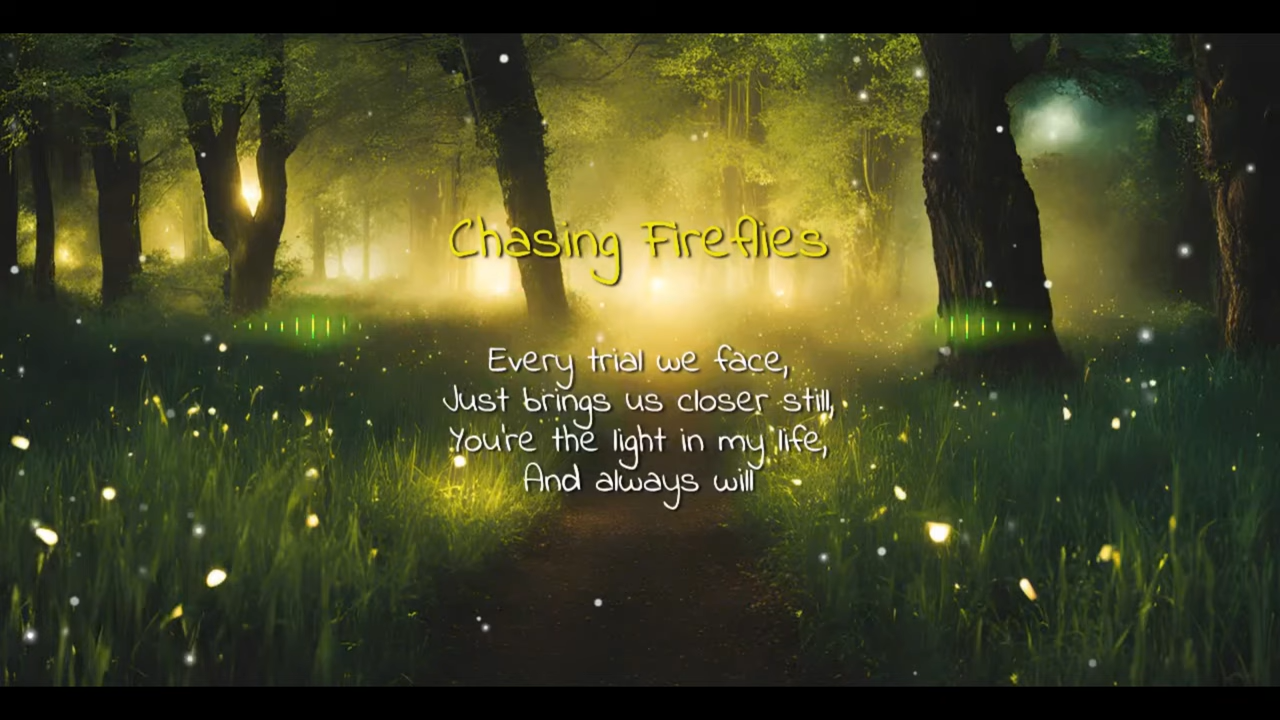 Chasing Fireflies
Every trial we face,
Just brings us closer still,
You're the light in my life,
And always will